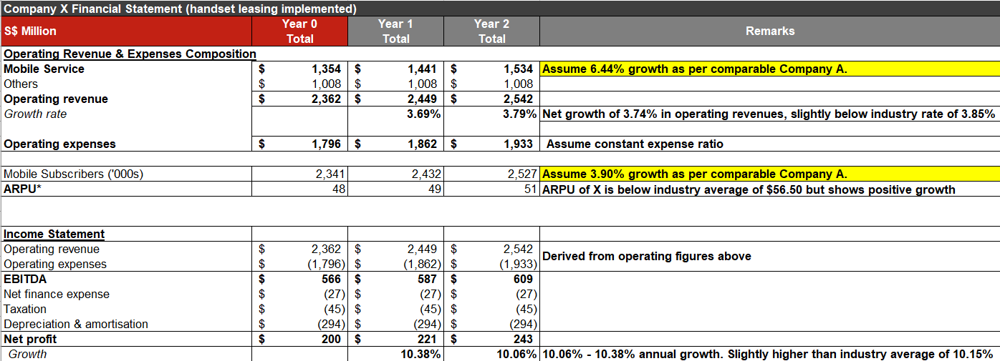 Company X Financial Statement (handset leasing implemented)
S$ Million Year 0 Total Year 1 Total Year 2 Total Remarks
Operating Revenue & Expenses Composition
Mobile Service $ 1,354 $ 1,441 $ 1,534 Assume 6.44% growth as per comparable Company A.
Others $ 1,008 $ 1,008 $ 1,008
Operating revenue $ 2,362 $ 2,449 $ 2,542
Growth rate 3.69% 3.79% Net growth of 3.74% in operating revenues, slightly below industry rate of 3.85%
Operating expenses $ 1,796 $ 1,862 $ 1,933 Assume constant expense ratio
Mobile Subscribers ('000s) 2,341 2,432 2,527 Assume 3.90% growth as per comparable Company A.
ARPU* 48 49 51 ARPU of X is below industry average of $56.50 but shows positive growth
Income Statement
Operating revenue $ 2,362 $ 2,449 $ 2,542
Derived from operating figures above
Operating expenses $ (1,796) $ (1,862) $ (1,933)
EBITDA $ 566 $ 587 $ 609
Net finance expense $ (27) $ (27) $ (27)
Taxation $ (45) $ (45) $ (45)
Depreciation & amortisation $ (294) $ (294) $ (294)
Net profit $ 200 $ 221 $ 243
Growth 10.38% 10.06% 10.06% - 10.38% annual growth. Slightly higher than industry average of 10.15%